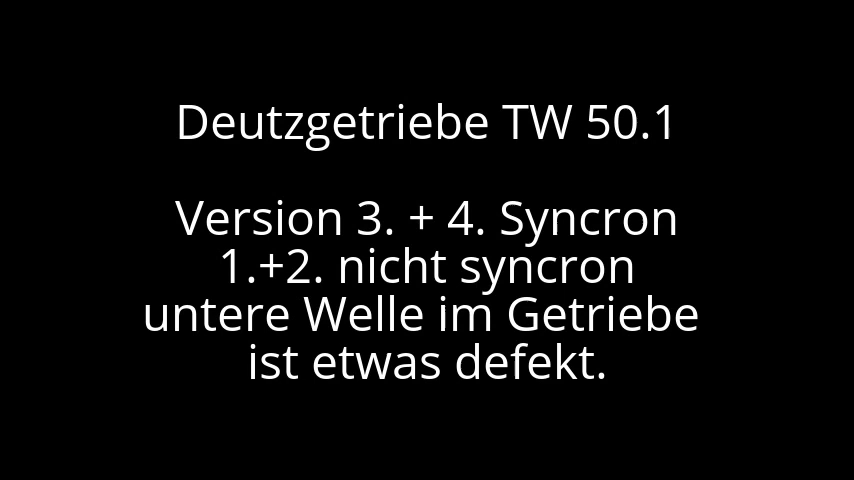 Deutzgetriebe TW 50.1
Version 3. + 4. Syncron
1.+2. nicht syncron
untere Welle im Getriebe
ist etwas defekt.